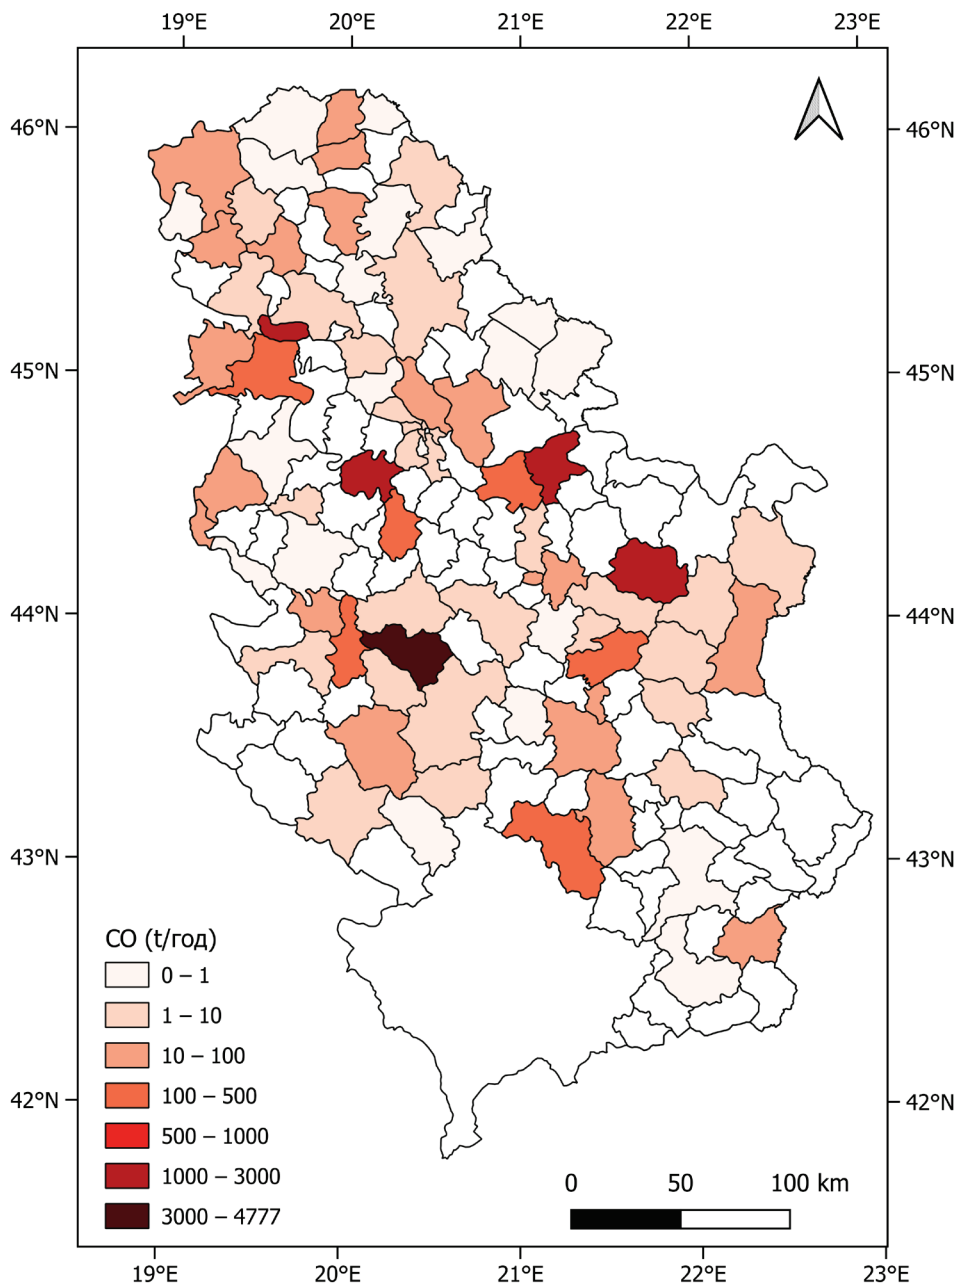 19°E 20°E 21°E 22°E 23°E
46°N 46°N
45°N 45°N
44°N 44°N
43°N 43°N
CO (t/год)
0 – 1
1 – 10
10 – 100
42°N 42°N
100 – 500
500 – 1000
1000 – 3000
0 50 100 km
3000 – 4777
19°E 20°E 21°E 22°E 23°E